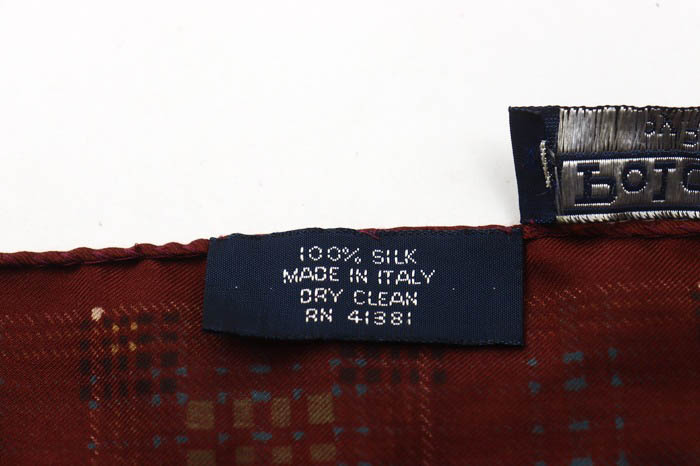 100% SILK
MADE IN ITALY
DRY CLEAN
RN 41381